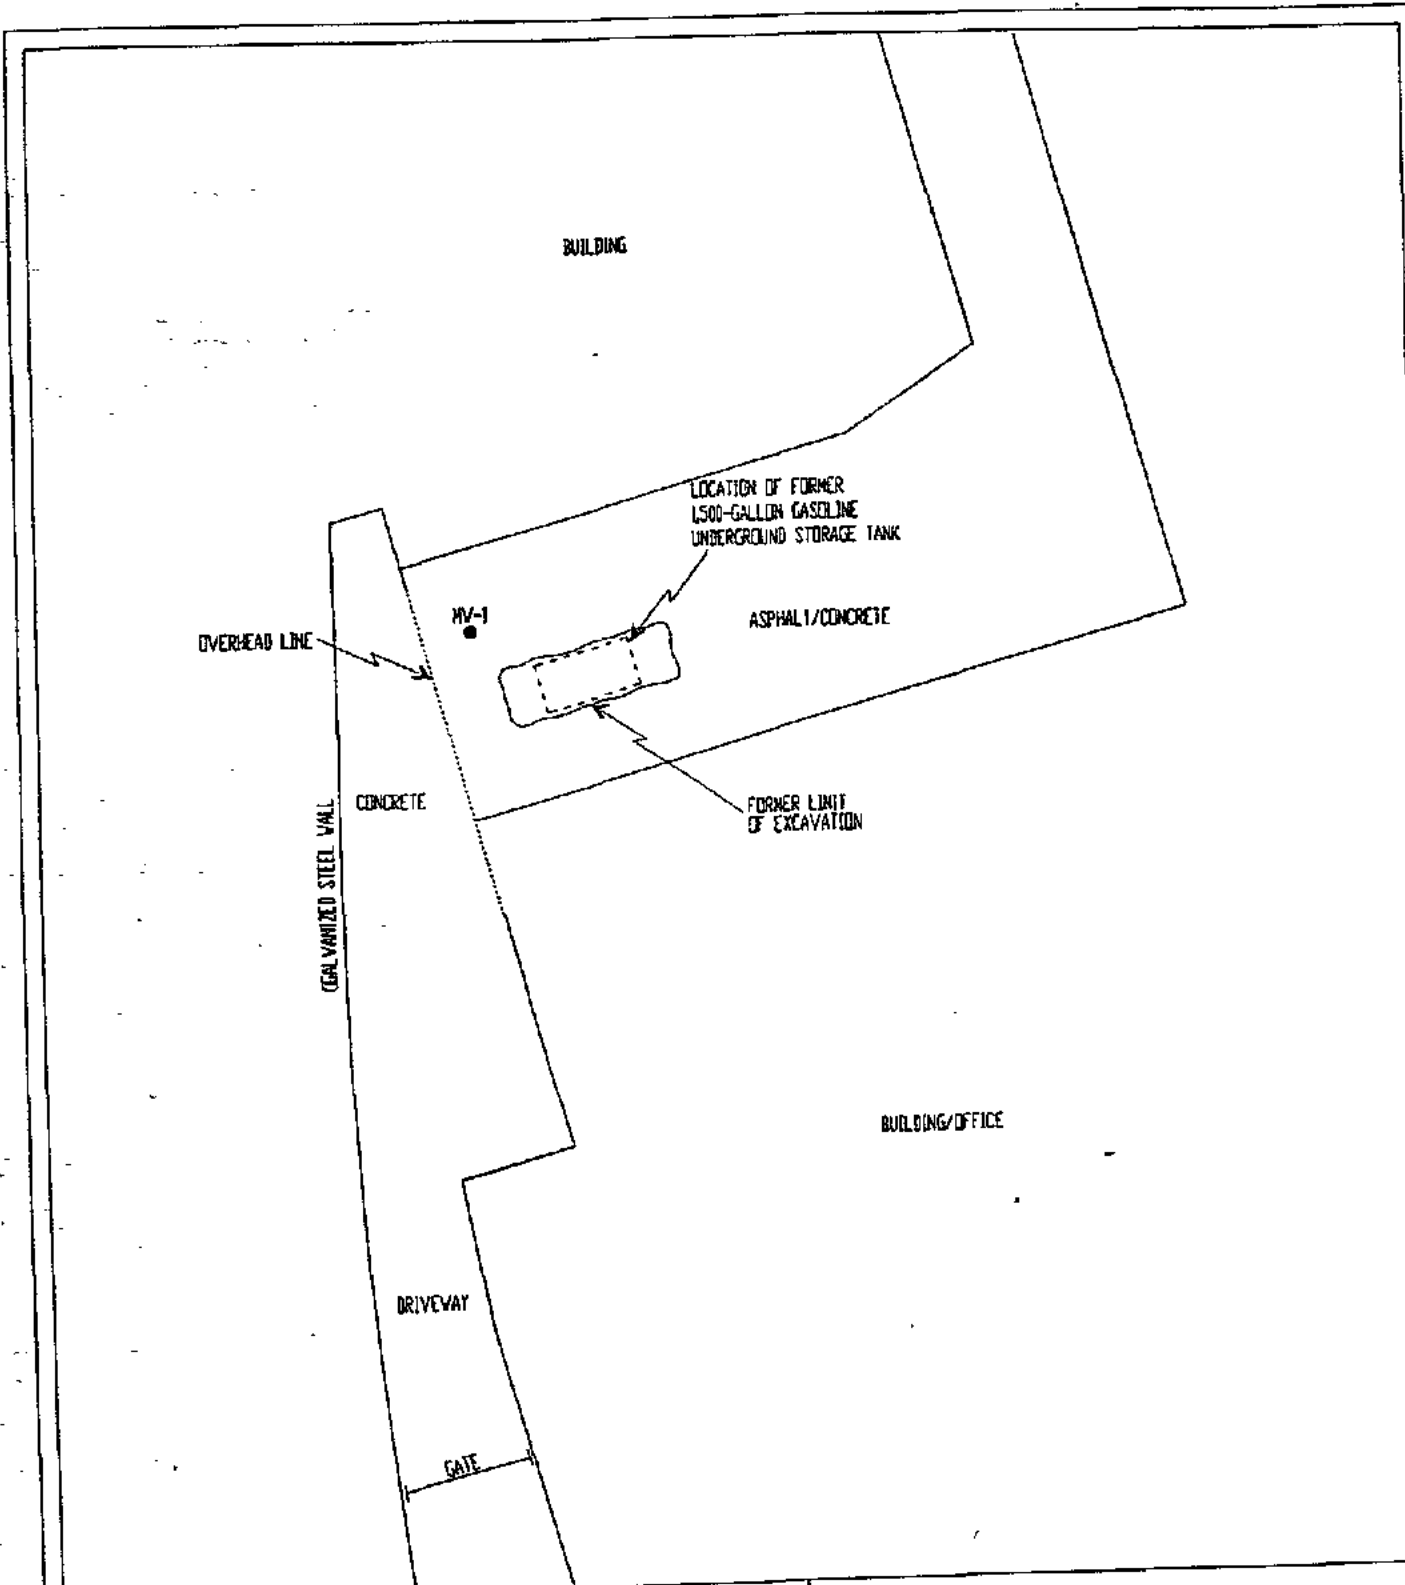 BUILDING
LOCATION OF FORMER
1,500-GALLON GASOLINE
UNDERGROUND STORAGE TANK
MW-1
ASPHALT/CONCRETE
OVERHEAD LINE
CONCRETE
FORMER LIMIT
OF EXCAVATION
(GALVANIZED STEEL WALL
BUILDING/OFFICE
DRIVEWAY
GATE